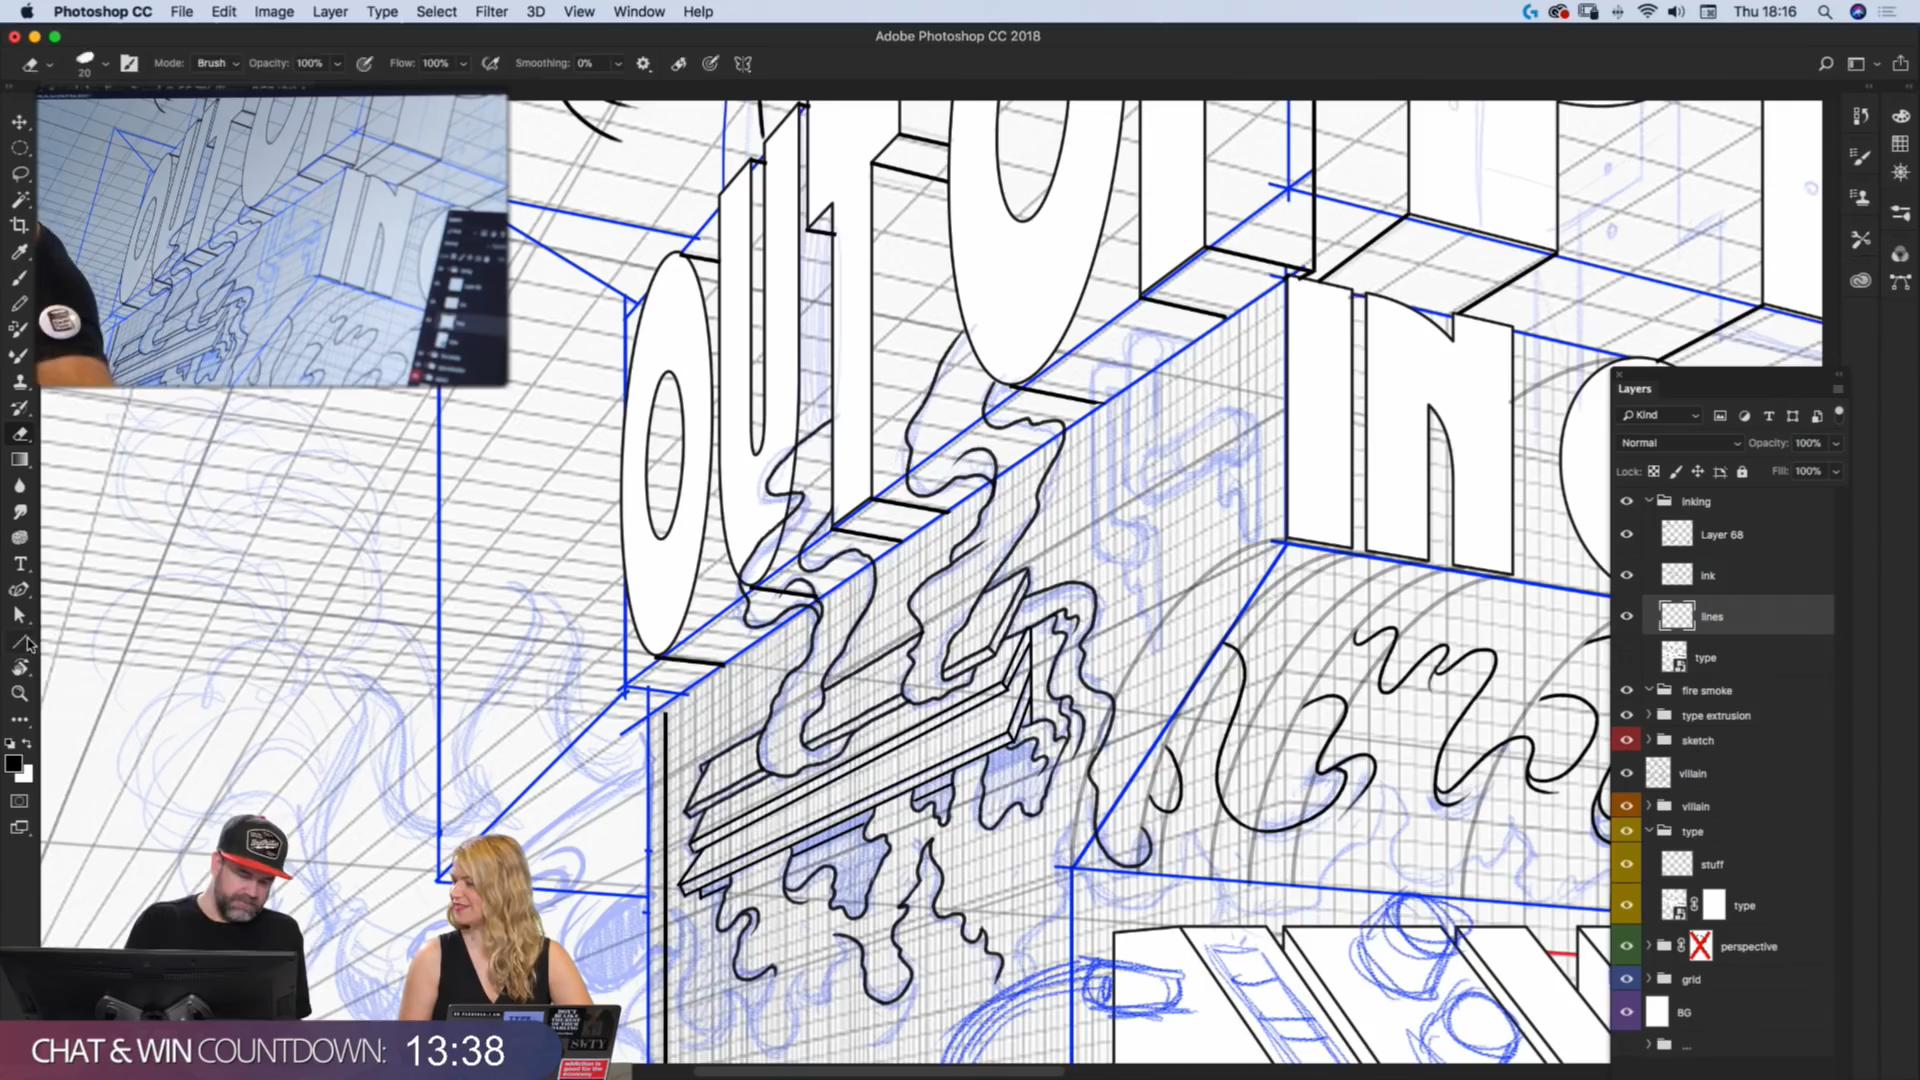 Photoshop CC File Edit Image Layer Type Select Filter 3D View Window Help Thu 18:16
Adobe Photoshop CC 2018
20 Mode: Brush Opacity: 100% Flow: 100% Smoothing: 0%
OUT OF
IN
Layers
Kind
Normal Opacity: 100%
Lock: Fill: 100%
inking
Layer 68
ink
lines
type
fire smoke
type extrusion
sketch
villain
villain
type
stuff
type
perspective
grid
BG
...
CHAT & WIN COUNTDOWN: 13:38